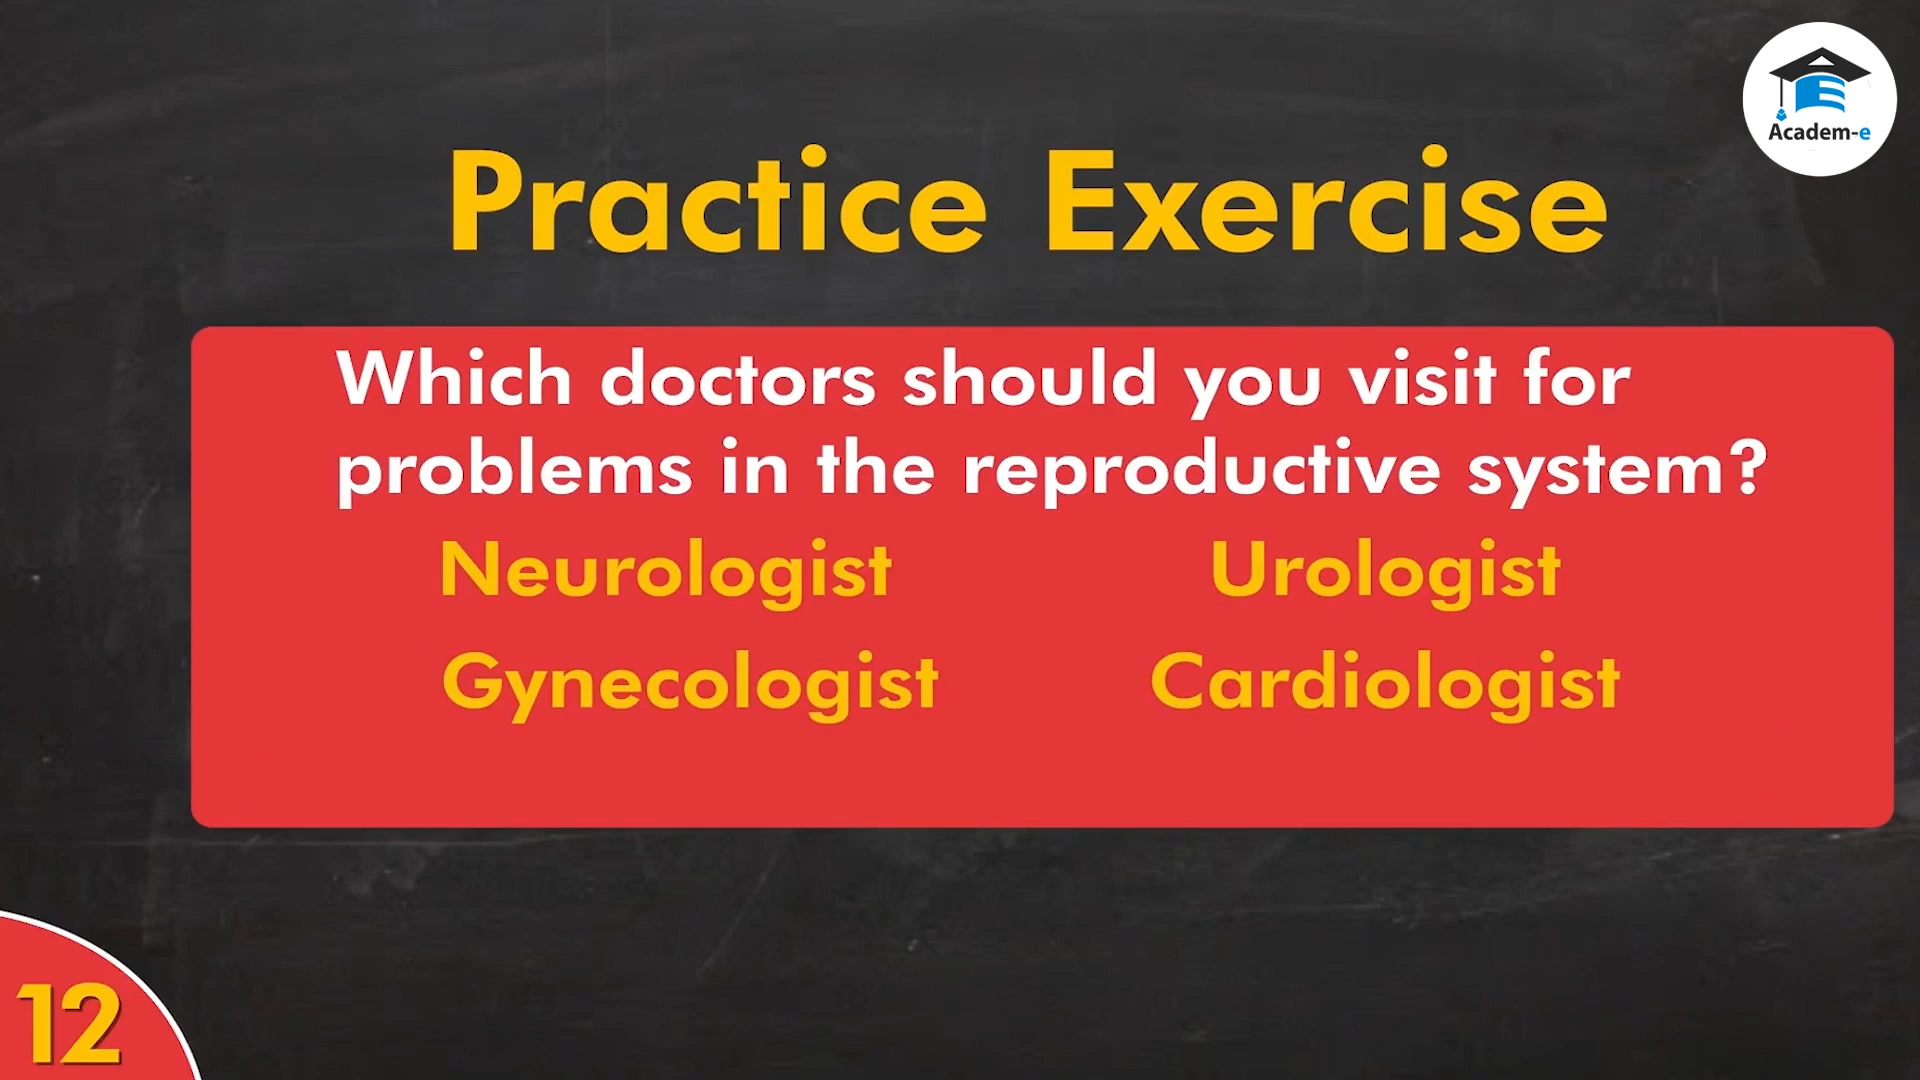 Academ-e
Practice Exercise
Which doctors should you visit for
problems in the reproductive system?
Neurologist Urologist
Gynecologist Cardiologist
12